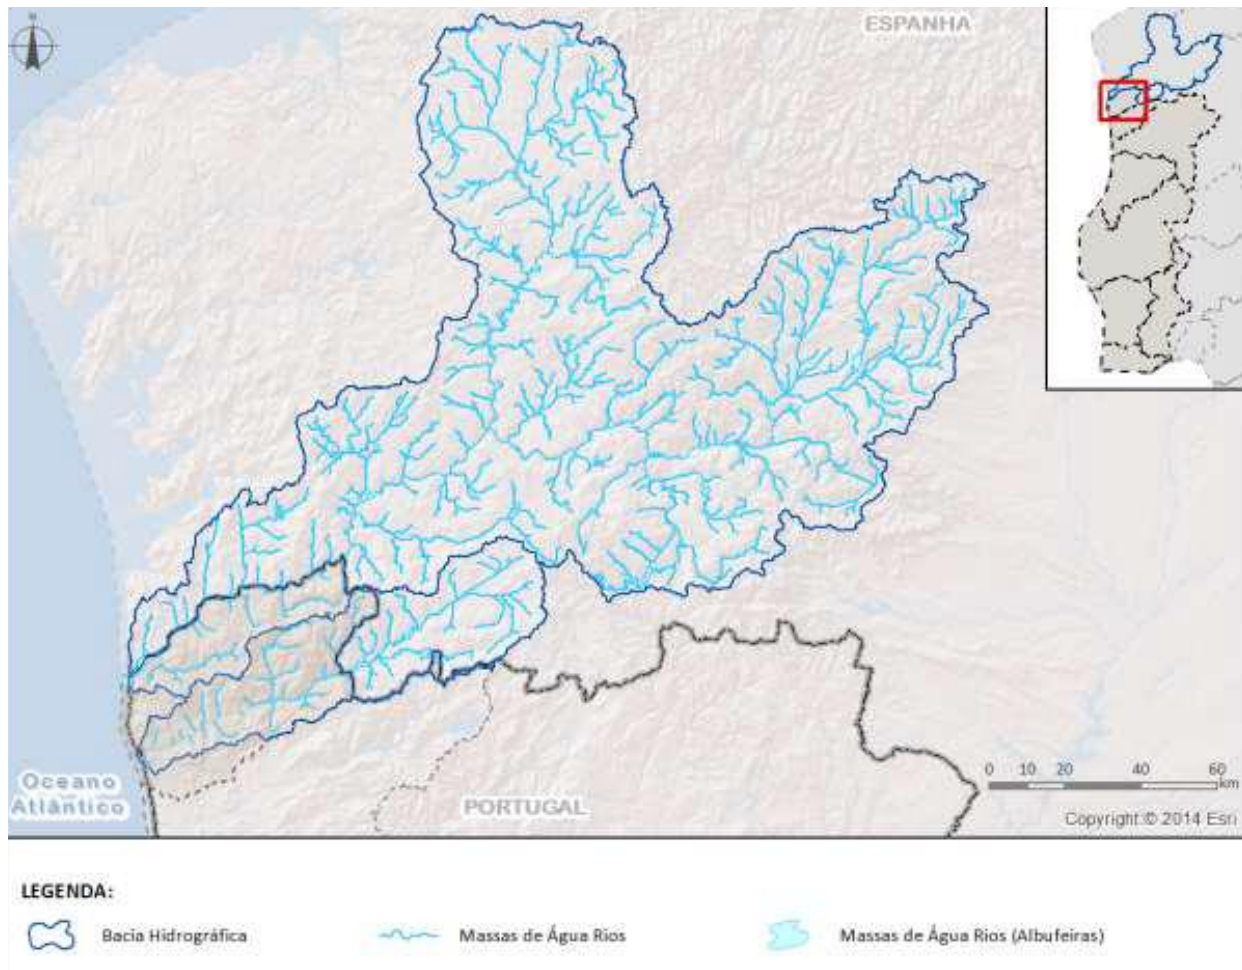 ESPANHA
Oceano
Atlântico
PORTUGAL
0 10 20 40 60
km
Copyright:© 2014 Esri
LEGENDA:
Bacia Hidrográfica
Massas de Água Rios
Massas de Água Rios (Albufeiras)